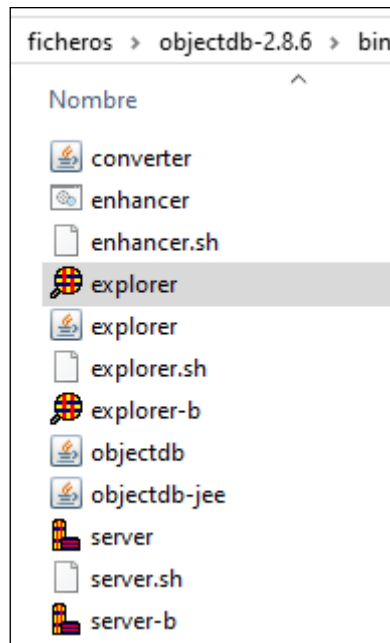 ficheros > objectdb-2.8.6 > bin
Nombre
converter
enhancer
enhancer.sh
explorer
explorer
explorer.sh
explorer-b
objectdb
objectdb-jee
server
server.sh
server-b